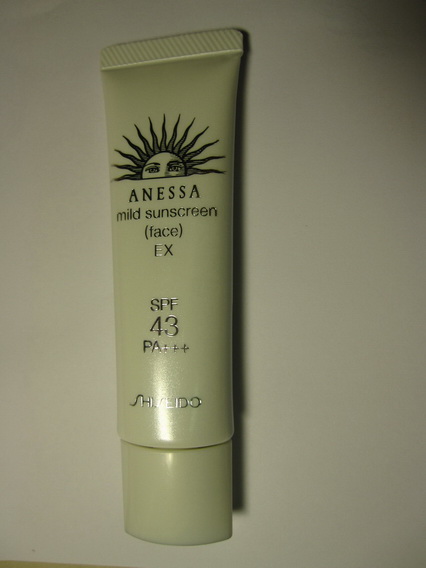 ANESSA
mild sunscreen
(face)
EX
SPF
43
PA+++
SHISEIDO